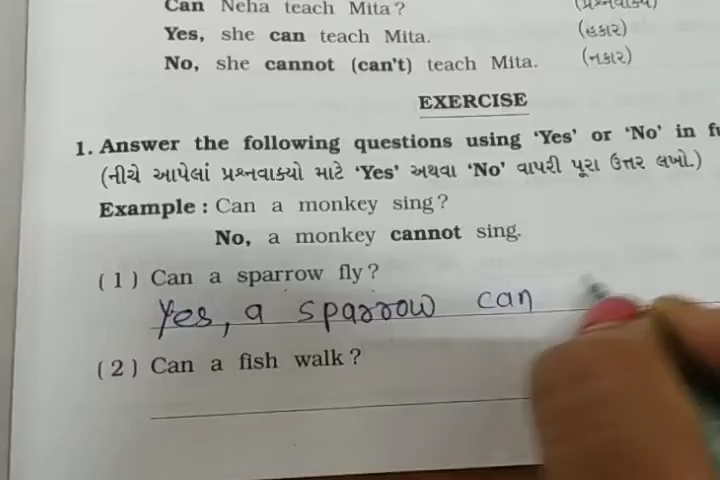 Can Neha teach Mita?
Yes, she can teach Mita. (હકાર)
No, she cannot (can't) teach Mita. (નકાર)
EXERCISE
1. Answer the following questions using 'Yes' or 'No' in
(નીચે આપેલાં પ્રશ્નવાક્યો માટે 'Yes' અથવા 'No' વાપરી પૂરા ઉત્તર લખો.)
Example : Can a monkey sing?
No, a monkey cannot sing.
(1) Can a sparrow fly?
Yes, a sparrow can
(2) Can a fish walk?